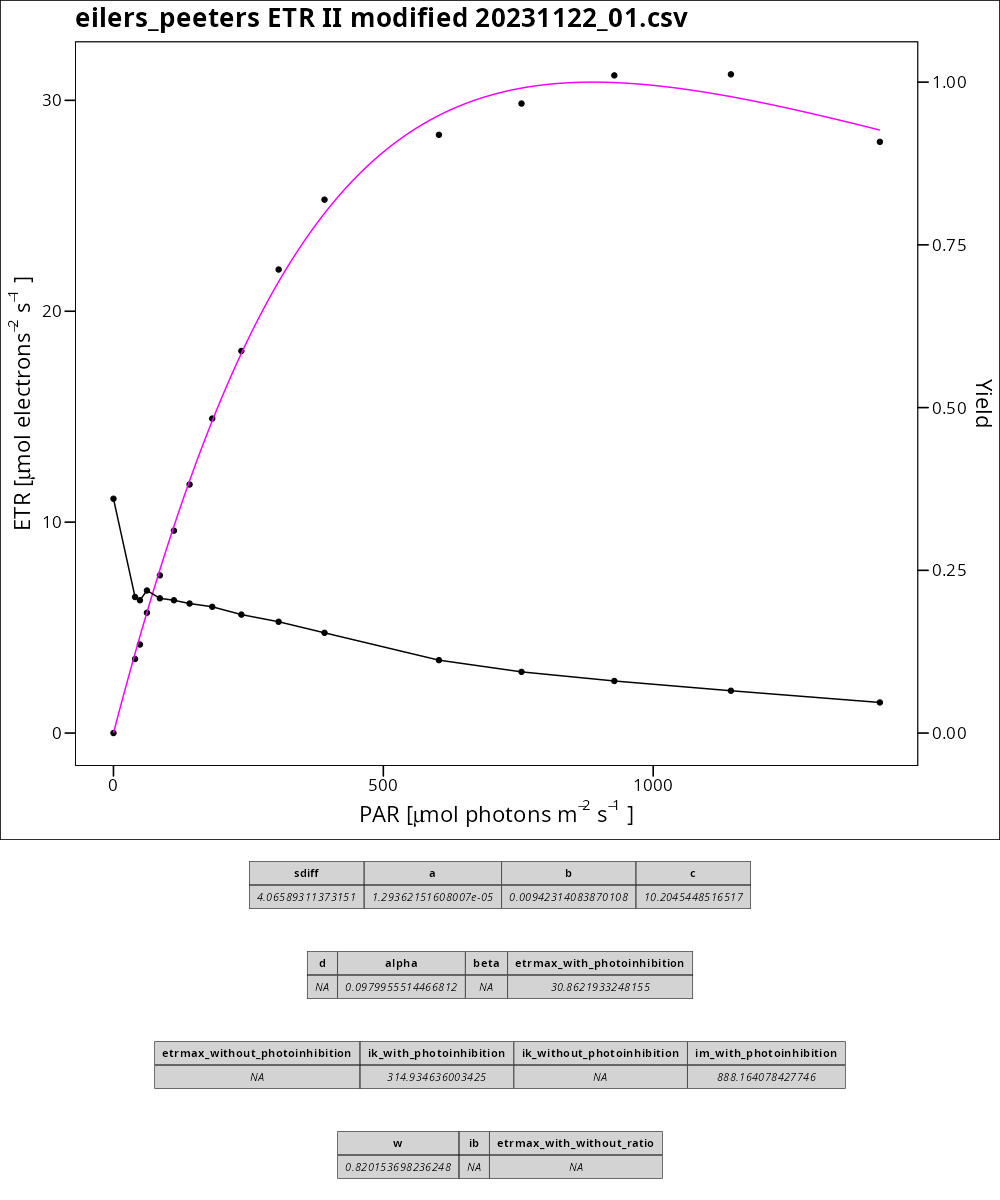 eilers_peeters ETR II modified 20231122_01.csv
ETR [µmol electrons⁻² s⁻¹ ]
30
20
10
0
1.00
0.75
0.50
0.25
0.00
Yield
0 500 1000
PAR [µmol photons m⁻² s⁻¹ ]
sdiff a b c
4.06589311373151 1.29362151608007e-05 0.00942314083870108 10.2045448516517
d alpha beta etrmax_with_photoinhibition
NA 0.0979955514466812 NA 30.8621933248155
etrmax_without_photoinhibition ik_with_photoinhibition ik_without_photoinhibition im_with_photoinhibition
NA 314.934636003425 NA 888.164078427746
w ib etrmax_with_without_ratio
0.820153698236248 NA NA